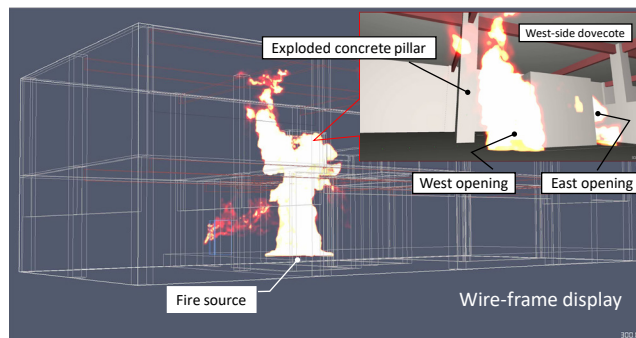 West-side dovecote
Exploded concrete pillar
West opening
East opening
Fire source
Wire-frame display